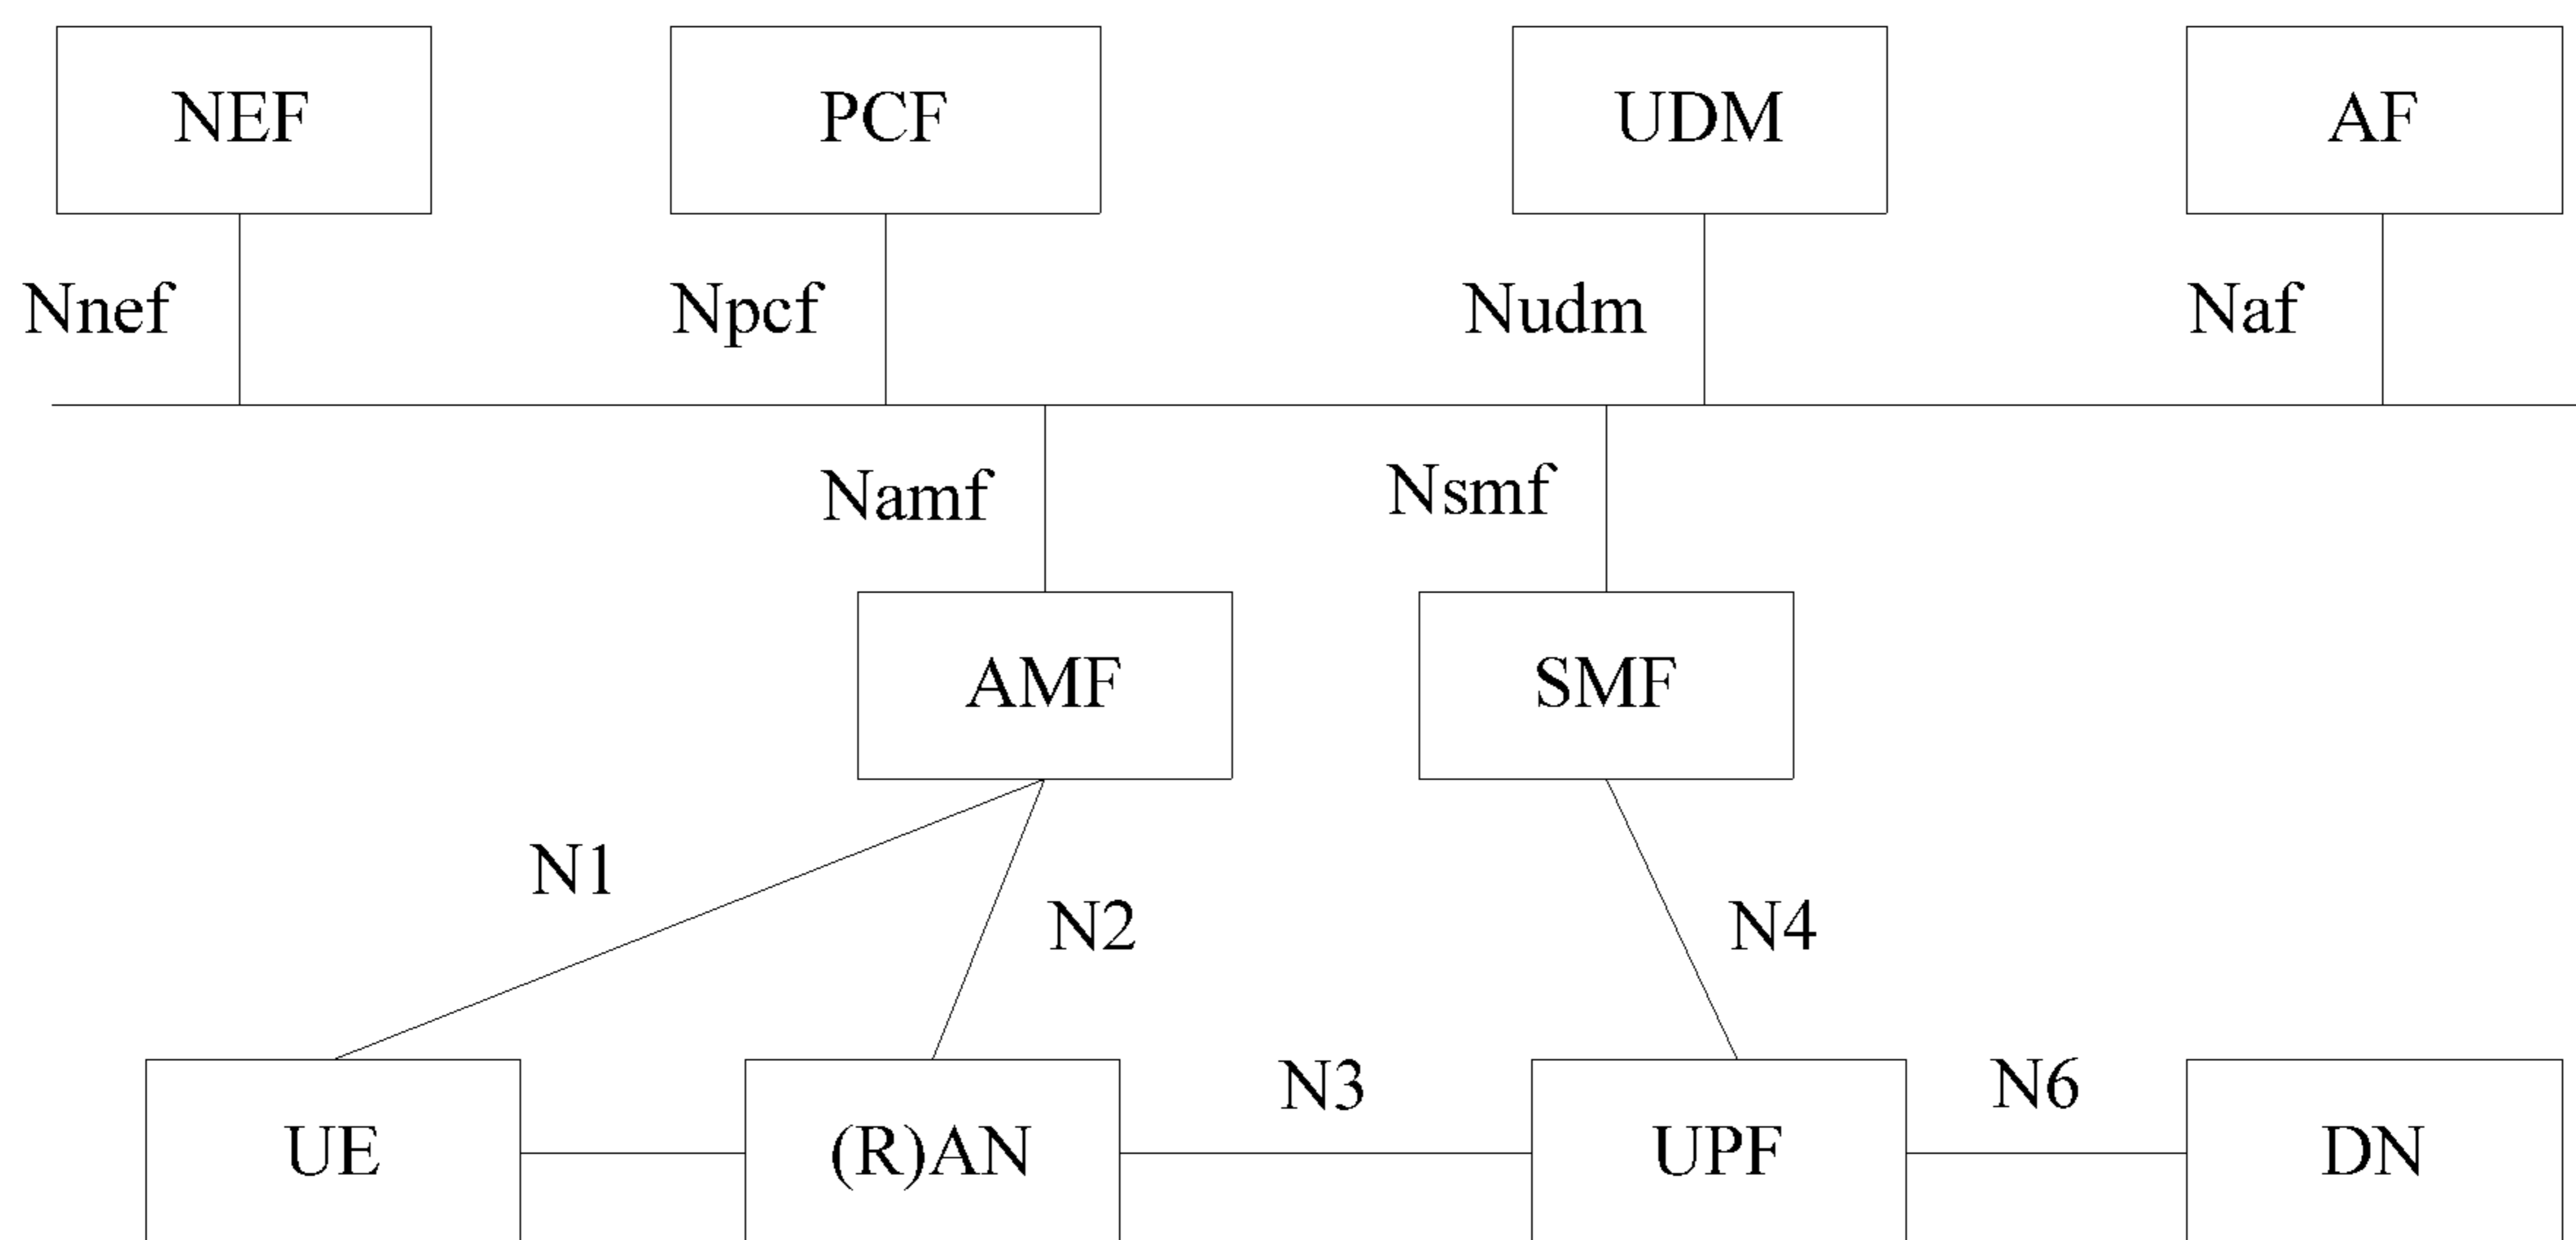 NEF
PCF
UDM
AF
Nnef
Npcf
Nudm
Naf
Namf
Nsmf
AMF
SMF
N1
N2
N4
N3
N6
UE
(R)AN
UPF
DN